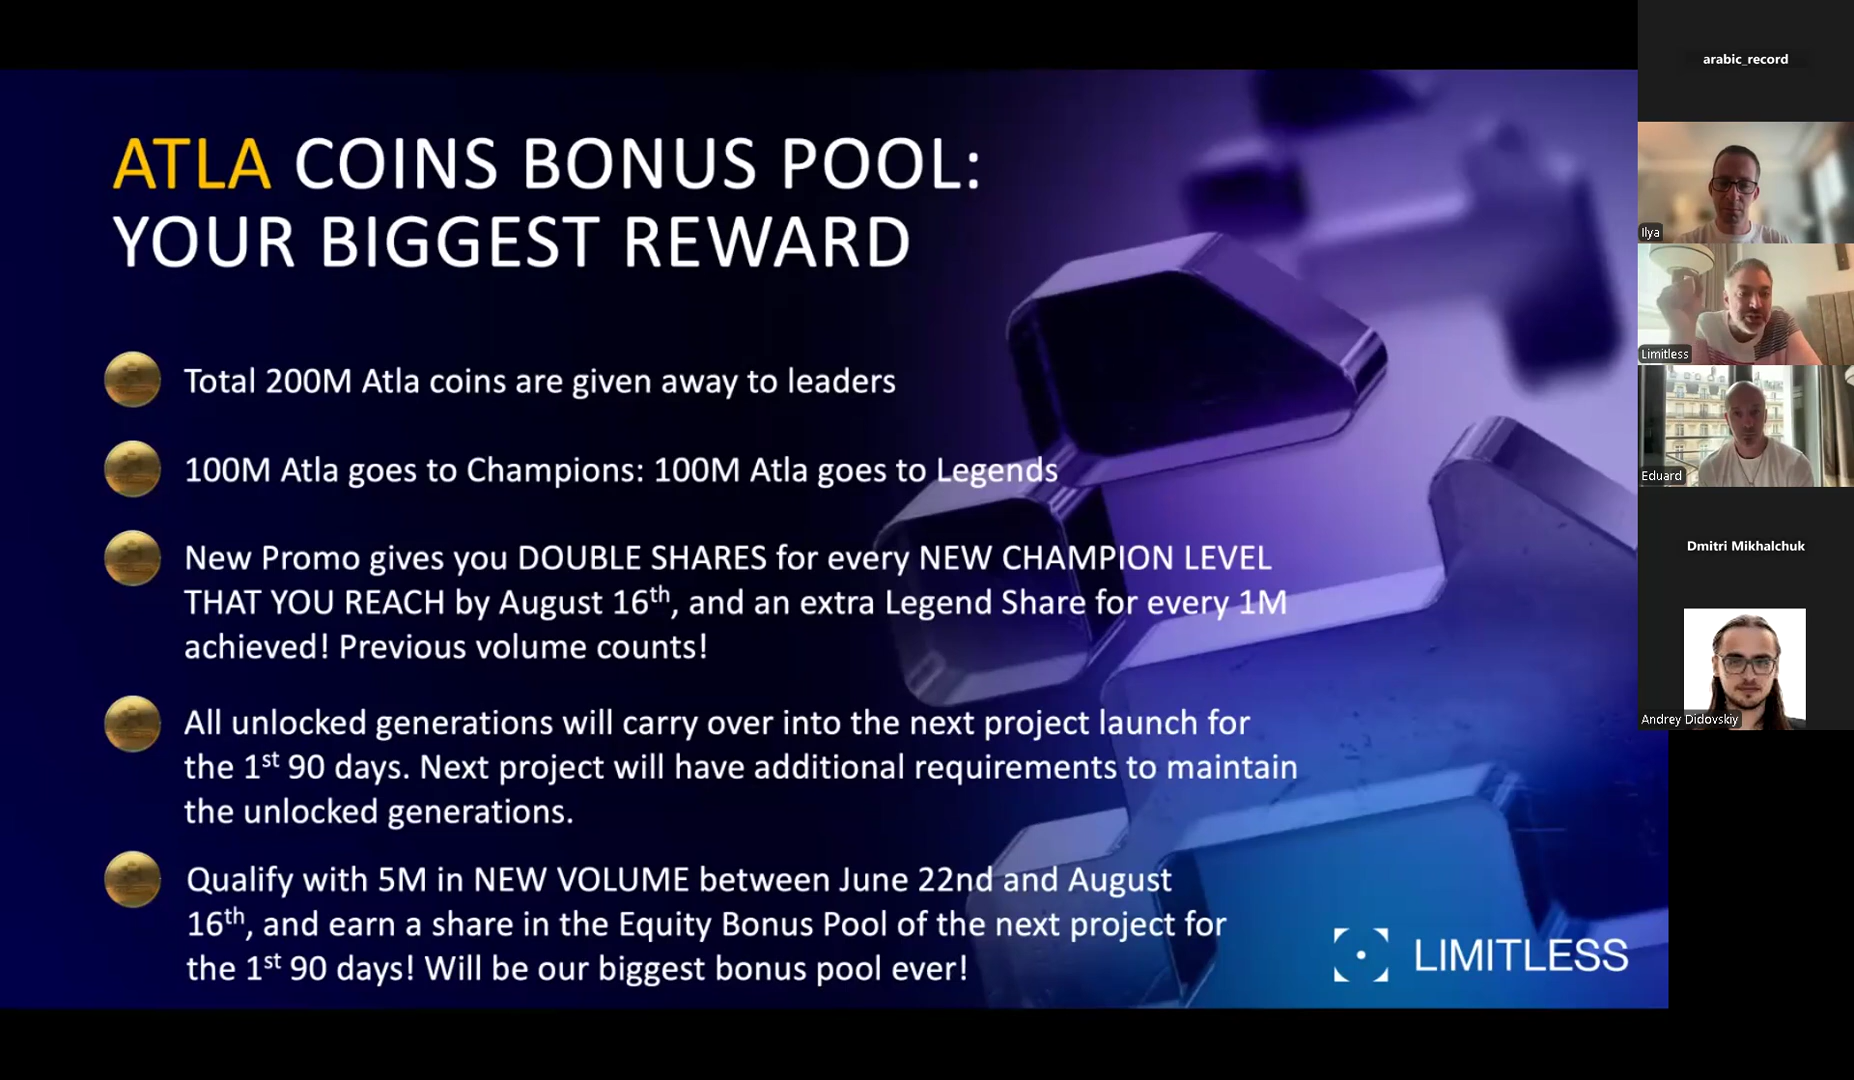 ATLA COINS BONUS POOL:
YOUR BIGGEST REWARD
Total 200M Atla coins are given away to leaders
100M Atla goes to Champions: 100M Atla goes to Legends
New Promo gives you DOUBLE SHARES for every NEW CHAMPION LEVEL
THAT YOU REACH by August 16th, and an extra Legend Share for every 1M
achieved! Previous volume counts!
All unlocked generations will carry over into the next project launch for
the 1st 90 days. Next project will have additional requirements to maintain
the unlocked generations.
Qualify with 5M in NEW VOLUME between June 22nd and August
16th, and earn a share in the Equity Bonus Pool of the next project for
the 1st 90 days! Will be our biggest bonus pool ever!
LIMITLESS
arabic_record
Ilya
Limitless
Eduard
Dmitri Mikhalchuk
Andrey Didovskiy